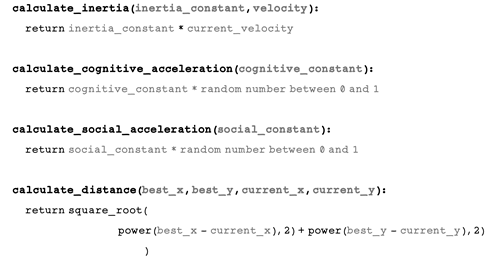 calculate_inertia(inertia_constant,velocity):
return inertia_constant * current_velocity
calculate_cognitive_acceleration(cognitive_constant):
return cognitive_constant * random number between 0 and 1
calculate_social_acceleration(social_constant):
return social_constant * random number between 0 and 1
calculate_distance(best_x,best_y,current_x,current_y):
return square_root(
power(best_x - current_x),2) + power(best_y - current_y),2)
)